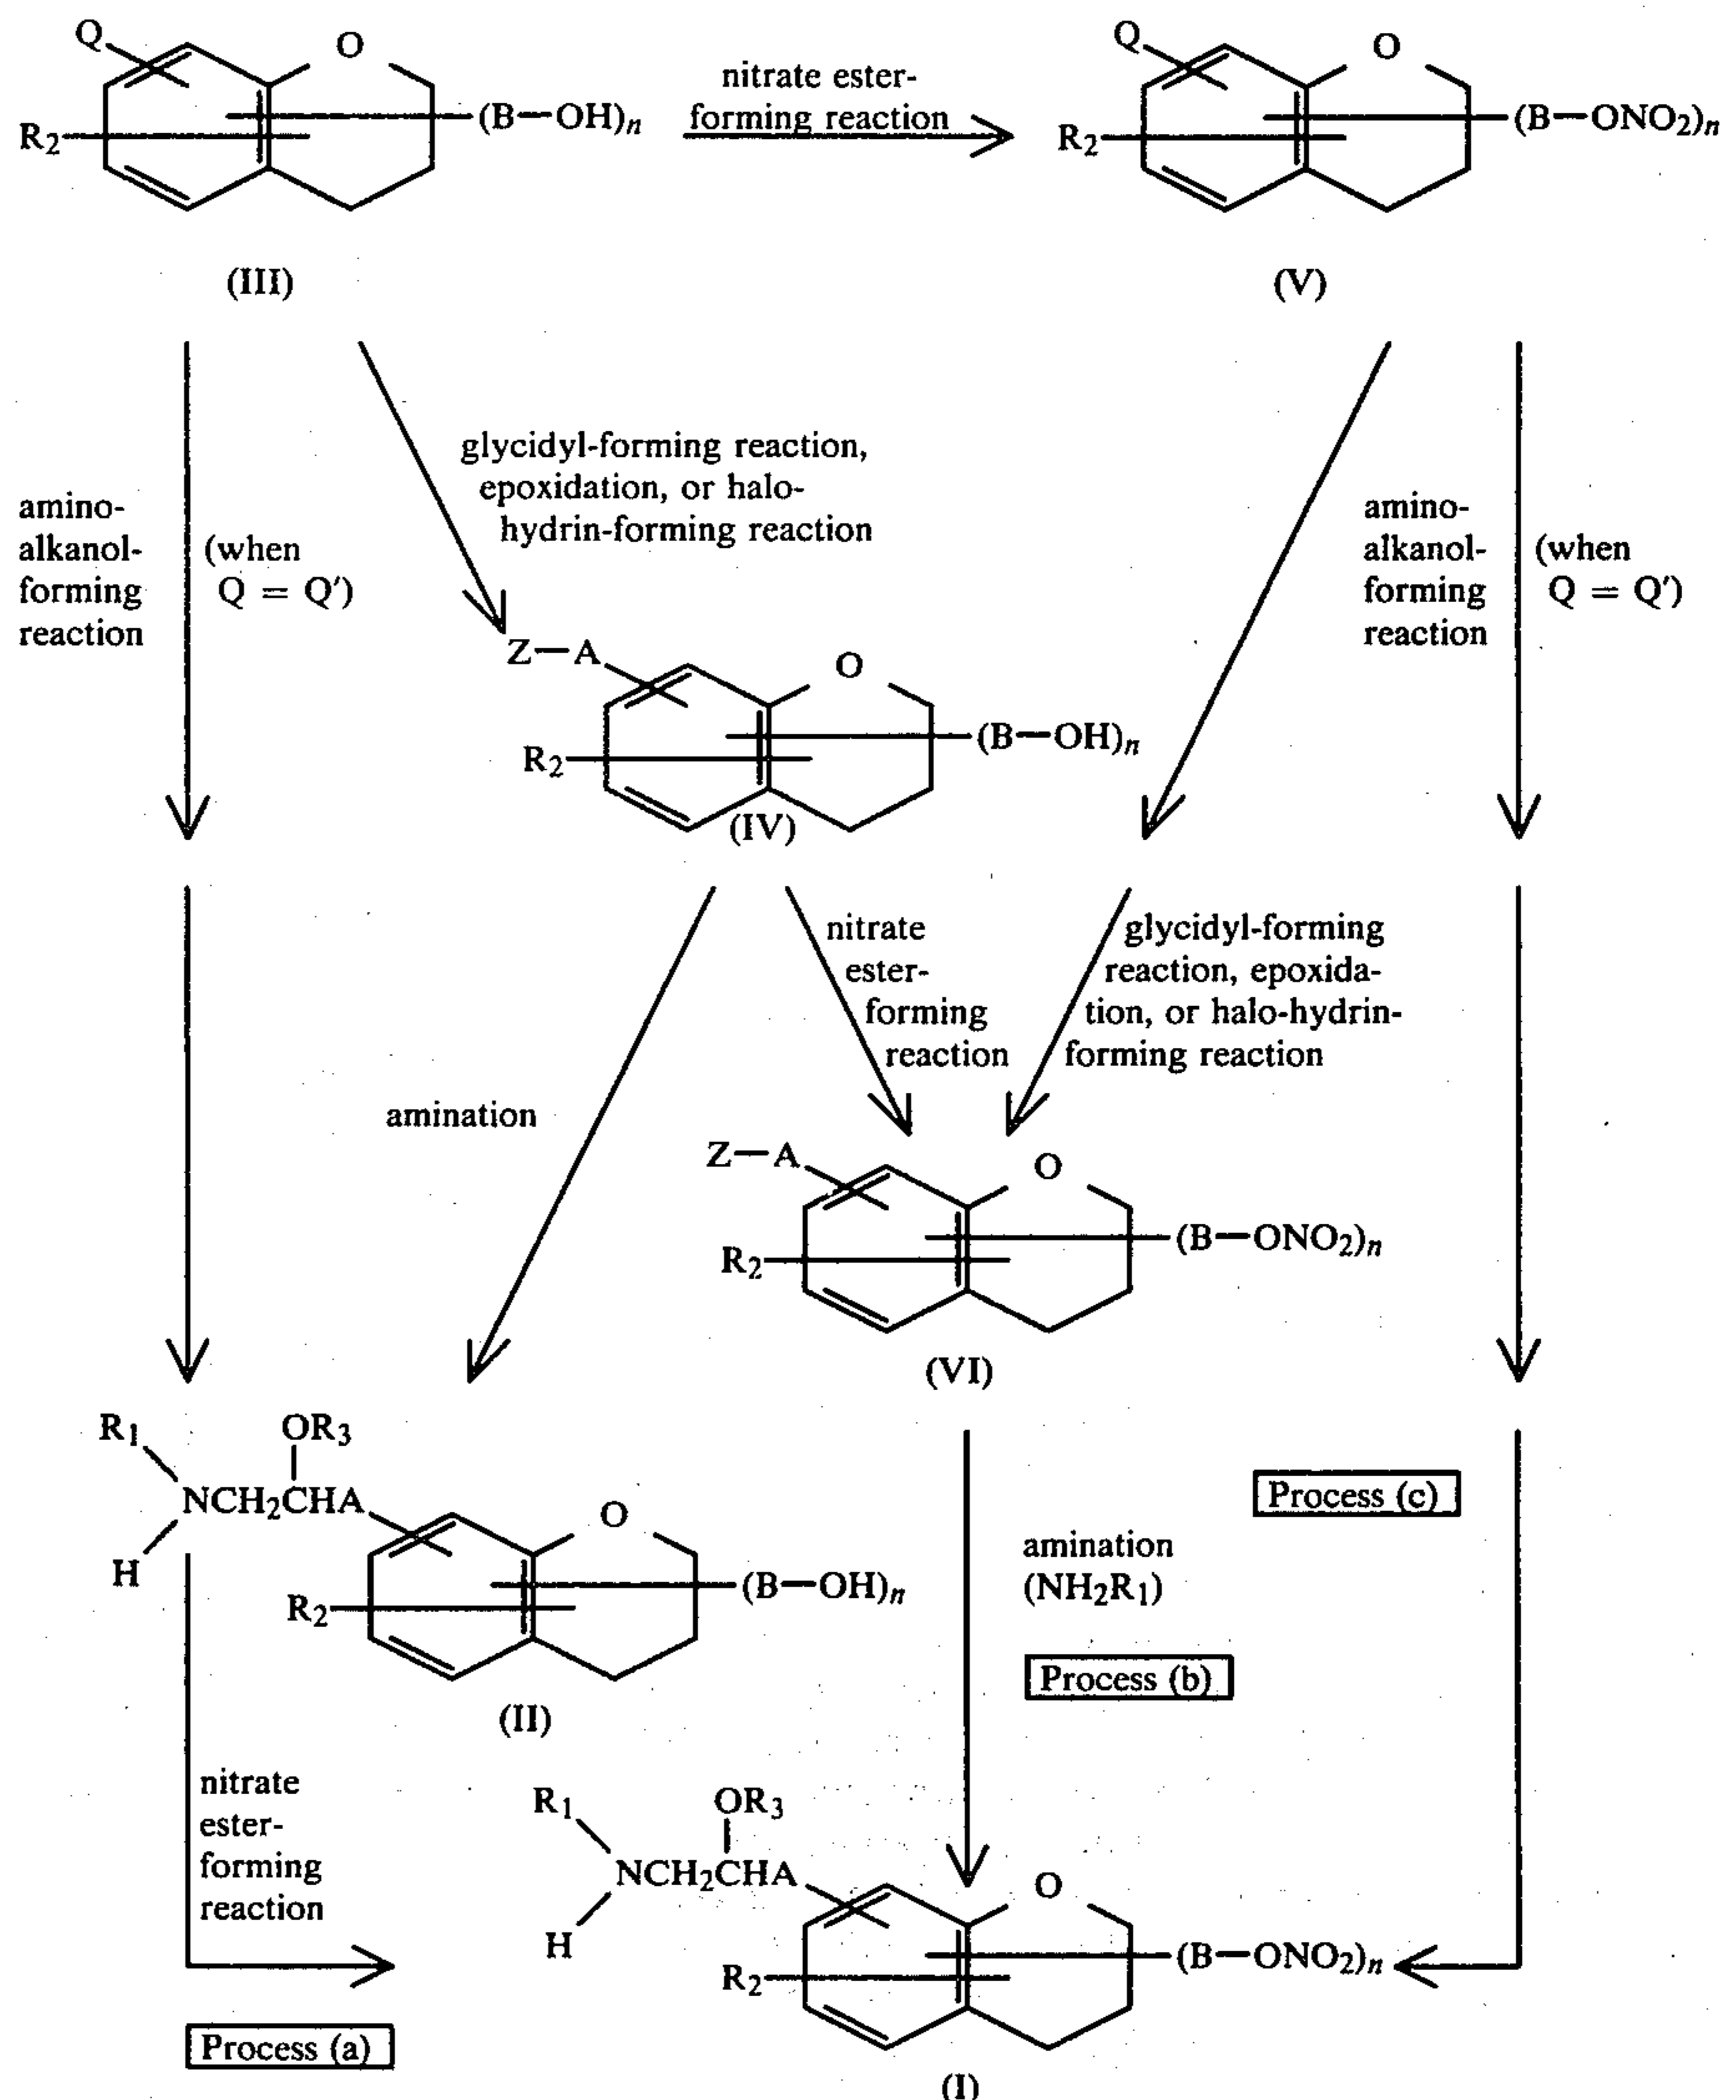 Q
O
R2
(B—OH)n
(III)
nitrate ester-
forming reaction
Q
O
R2
(B—ONO2)n
(V)
amino-
alkanol-
forming
reaction
(when
Q = Q')
glycidyl-forming reaction,
epoxidation, or halo-
hydrin-forming reaction
amino-
alkanol-
forming
reaction
(when
Q = Q')
Z—A
O
R2
(B—OH)n
(IV)
nitrate
ester-
forming
reaction
glycidyl-forming
reaction, epoxida-
tion, or halo-hydrin-
forming reaction
amination
Z—A
O
R2
(B—ONO2)n
(VI)
R1
OR3
NCH2CHA
H
O
R2
(B—OH)n
(II)
Process (c)
amination
(NH2R1)
Process (b)
nitrate
ester-
forming
reaction
Process (a)
R1
OR3
NCH2CHA
H
O
R2
(B—ONO2)n
(I)